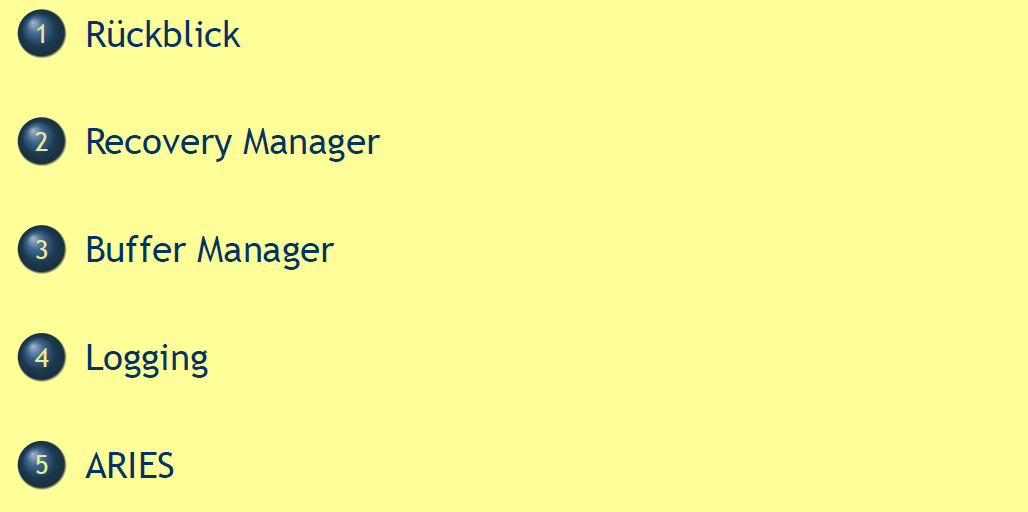 1 Rückblick
2 Recovery Manager
3 Buffer Manager
4 Logging
5 ARIES